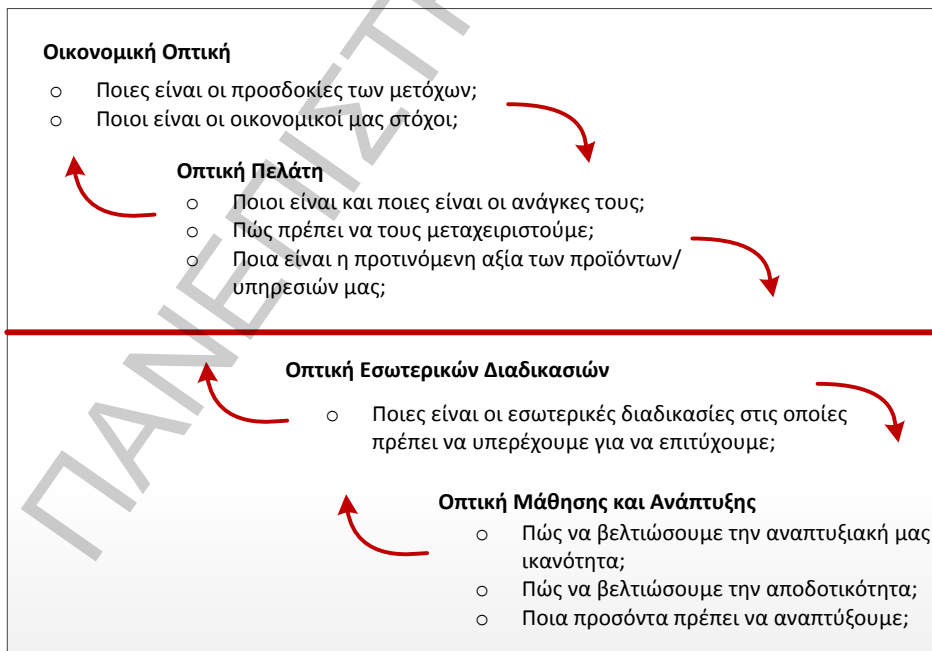 Οικονομική Οπτική
o Ποιες είναι οι προσδοκίες των μετόχων;
o Ποιοι είναι οι οικονομικοί μας στόχοι;
Οπτική Πελάτη
o Ποιοι είναι και ποιες είναι οι ανάγκες τους;
o Πώς πρέπει να τους μεταχειριστούμε;
o Ποια είναι η προτινόμενη αξία των προϊόντων/
υπηρεσιών μας;
Οπτική Εσωτερικών Διαδικασιών
o Ποιες είναι οι εσωτερικές διαδικασίες στις οποίες
πρέπει να υπερέχουμε για να επιτύχουμε;
Οπτική Μάθησης και Ανάπτυξης
o Πώς να βελτιώσουμε την αναπτυξιακή μας
ικανότητα;
o Πώς να βελτιώσουμε την αποδοτικότητα;
o Ποια προσόντα πρέπει να αναπτύξουμε;